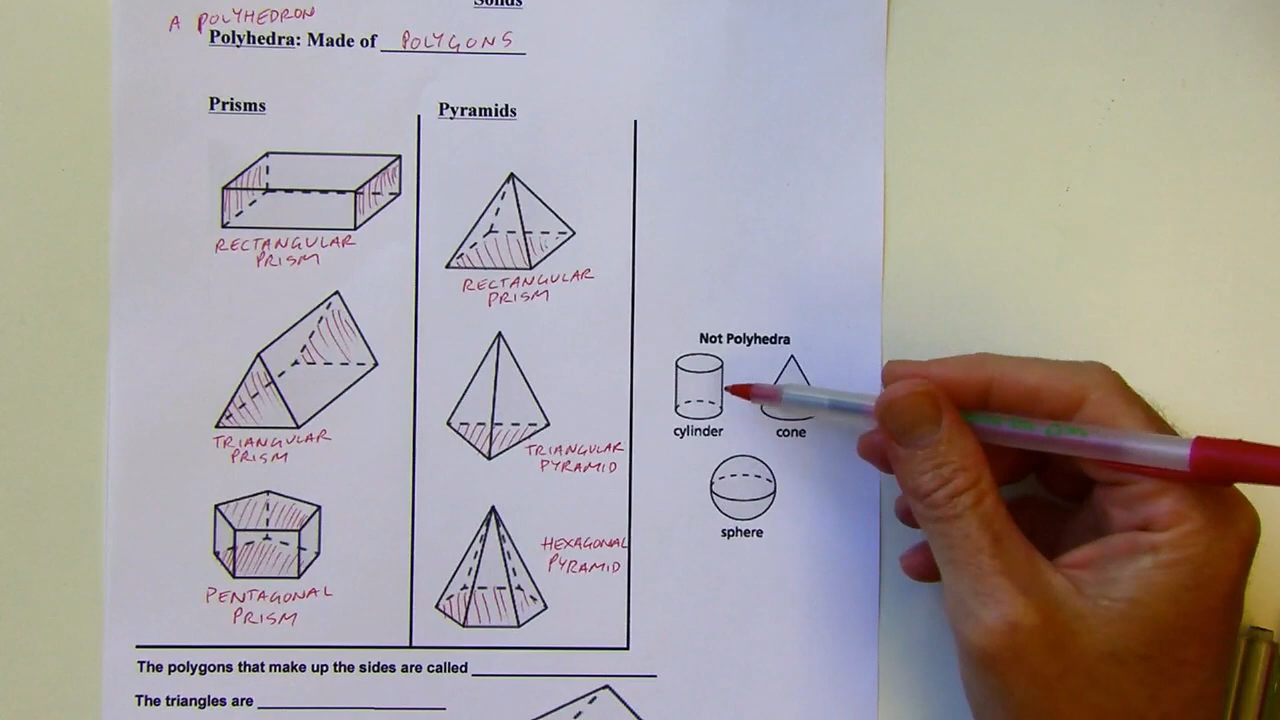 Solids
A POLYHEDRON
Polyhedra: Made of POLYGONS
Prisms
Pyramids
RECTANGULAR
PRISM
RECTANGULAR
PRISM
TRIANGULAR
PRISM
TRIANGULAR
PYRAMID
PENTAGONAL
PRISM
HEXAGONAL
PYRAMID
Not Polyhedra
cylinder
cone
sphere
The polygons that make up the sides are called
The triangles are